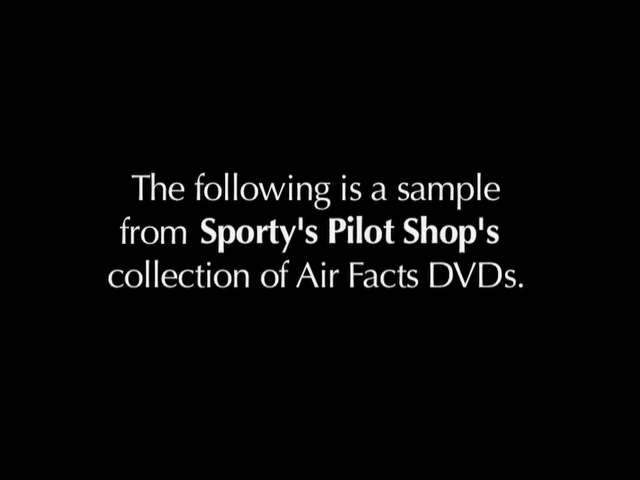 The following is a sample
from Sporty's Pilot Shop's
collection of Air Facts DVDs.